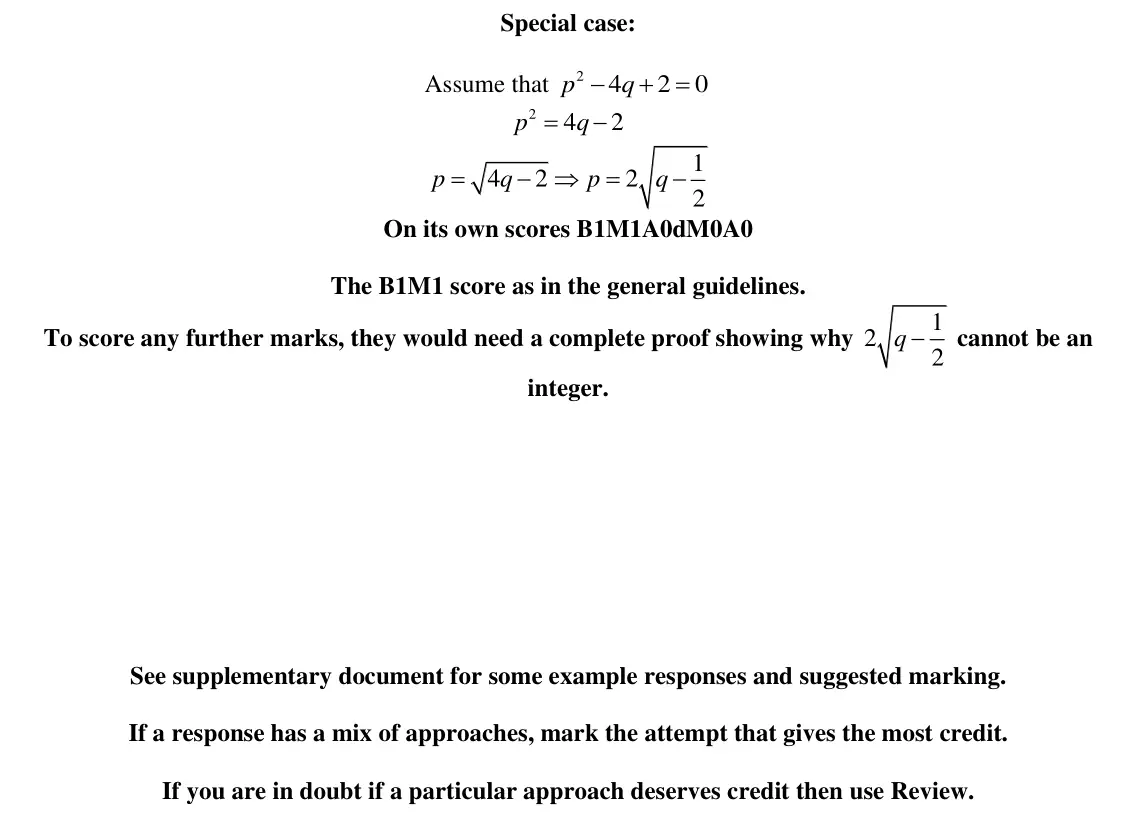 Special case:
Assume that p² − 4q + 2 = 0
p² = 4q − 2
p = √(4q − 2) ⇒ p = 2√(q − 1/2)
On its own scores B1M1A0dM0A0
The B1M1 score as in the general guidelines.
To score any further marks, they would need a complete proof showing why 2√(q − 1/2) cannot be an
integer.
See supplementary document for some example responses and suggested marking.
If a response has a mix of approaches, mark the attempt that gives the most credit.
If you are in doubt if a particular approach deserves credit then use Review.